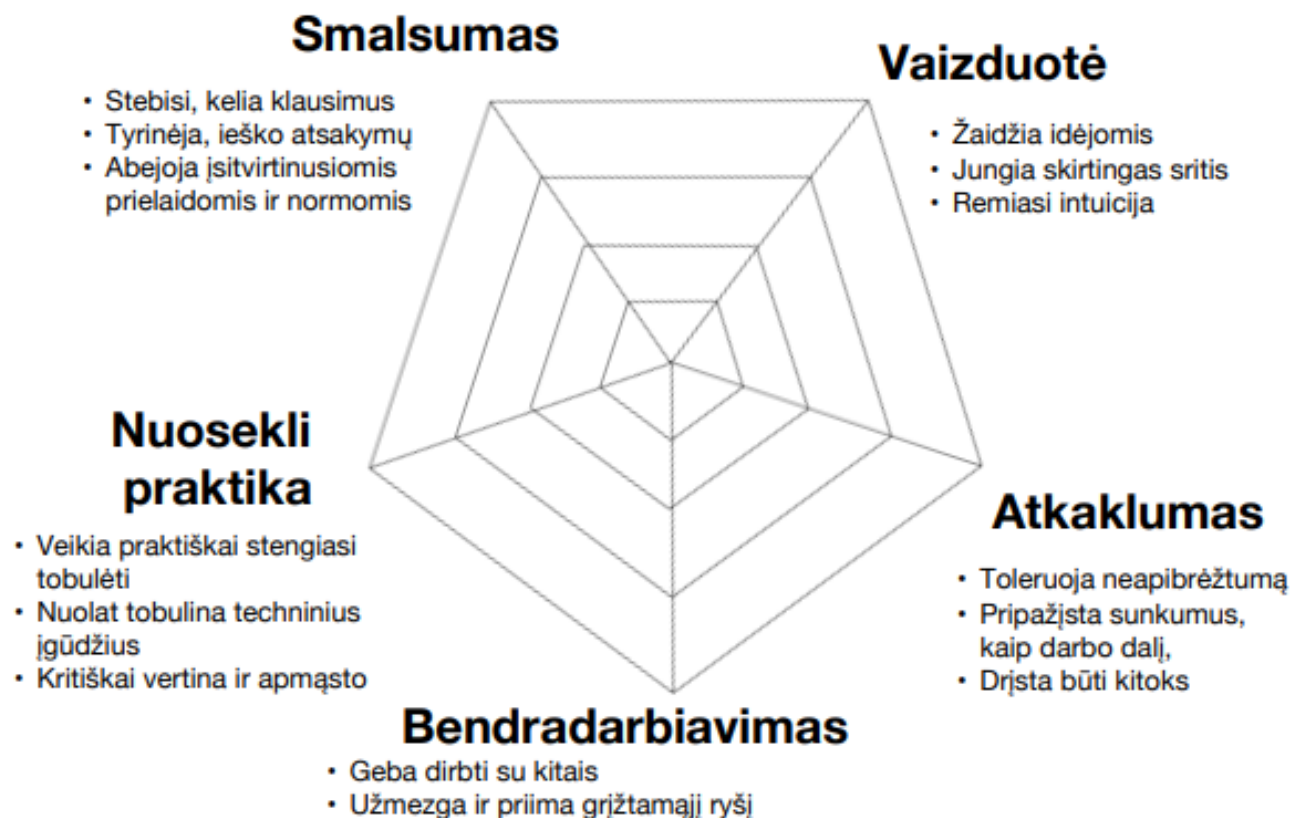 Smalsumas
• Stebisi, kelia klausimus
• Tyrinėja, ieško atsakymų
• Abejoja įsitvirtinusiomis
prielaidomis ir normomis
Vaizduotė
• Žaidžia idėjomis
• Jungia skirtingas sritis
• Remiasi intuicija
Nuosekli
praktika
• Veikia praktiškai stengiasi
tobulėti
• Nuolat tobulina techninius
įgūdžius
• Kritiškai vertina ir apmąsto
Atkaklumas
• Toleruoja neapibrėžtumą
• Pripažįsta sunkumus,
kaip darbo dalį,
• Drįsta būti kitoks
Bendradarbiavimas
• Geba dirbti su kitais
• Užmezga ir priima grįžtamąjį ryšį